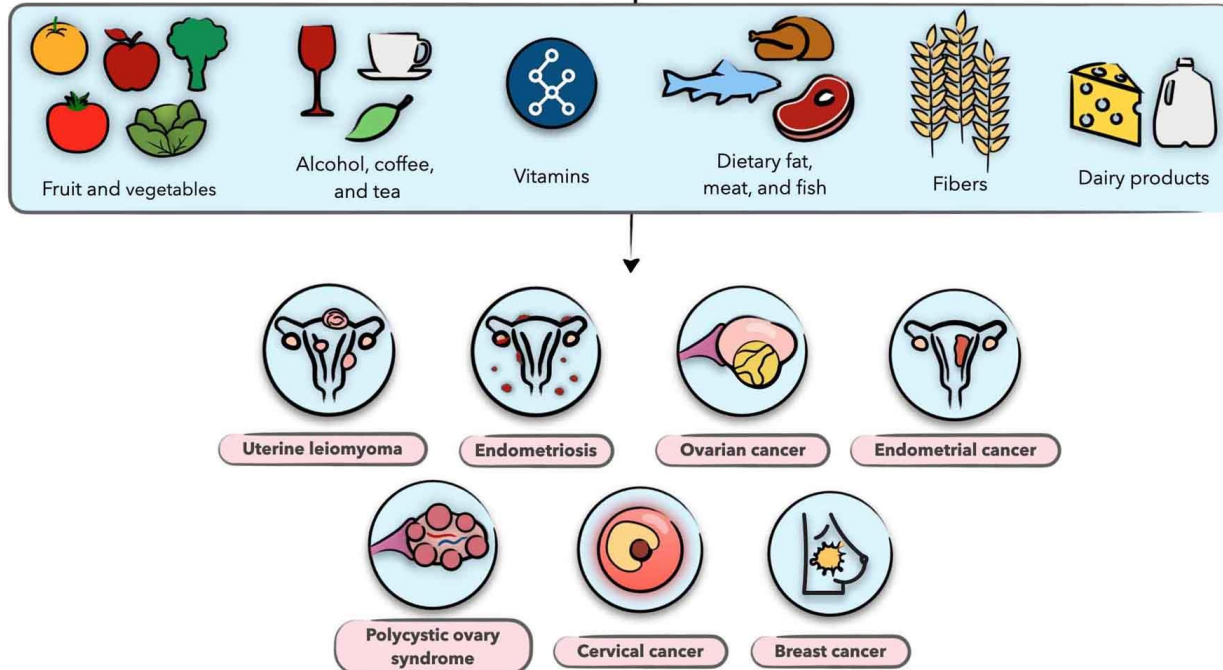 Fruit and vegetables
Alcohol, coffee,
and tea
Vitamins
Dietary fat,
meat, and fish
Fibers
Dairy products
Uterine leiomyoma
Endometriosis
Ovarian cancer
Endometrial cancer
Polycystic ovary
syndrome
Cervical cancer
Breast cancer